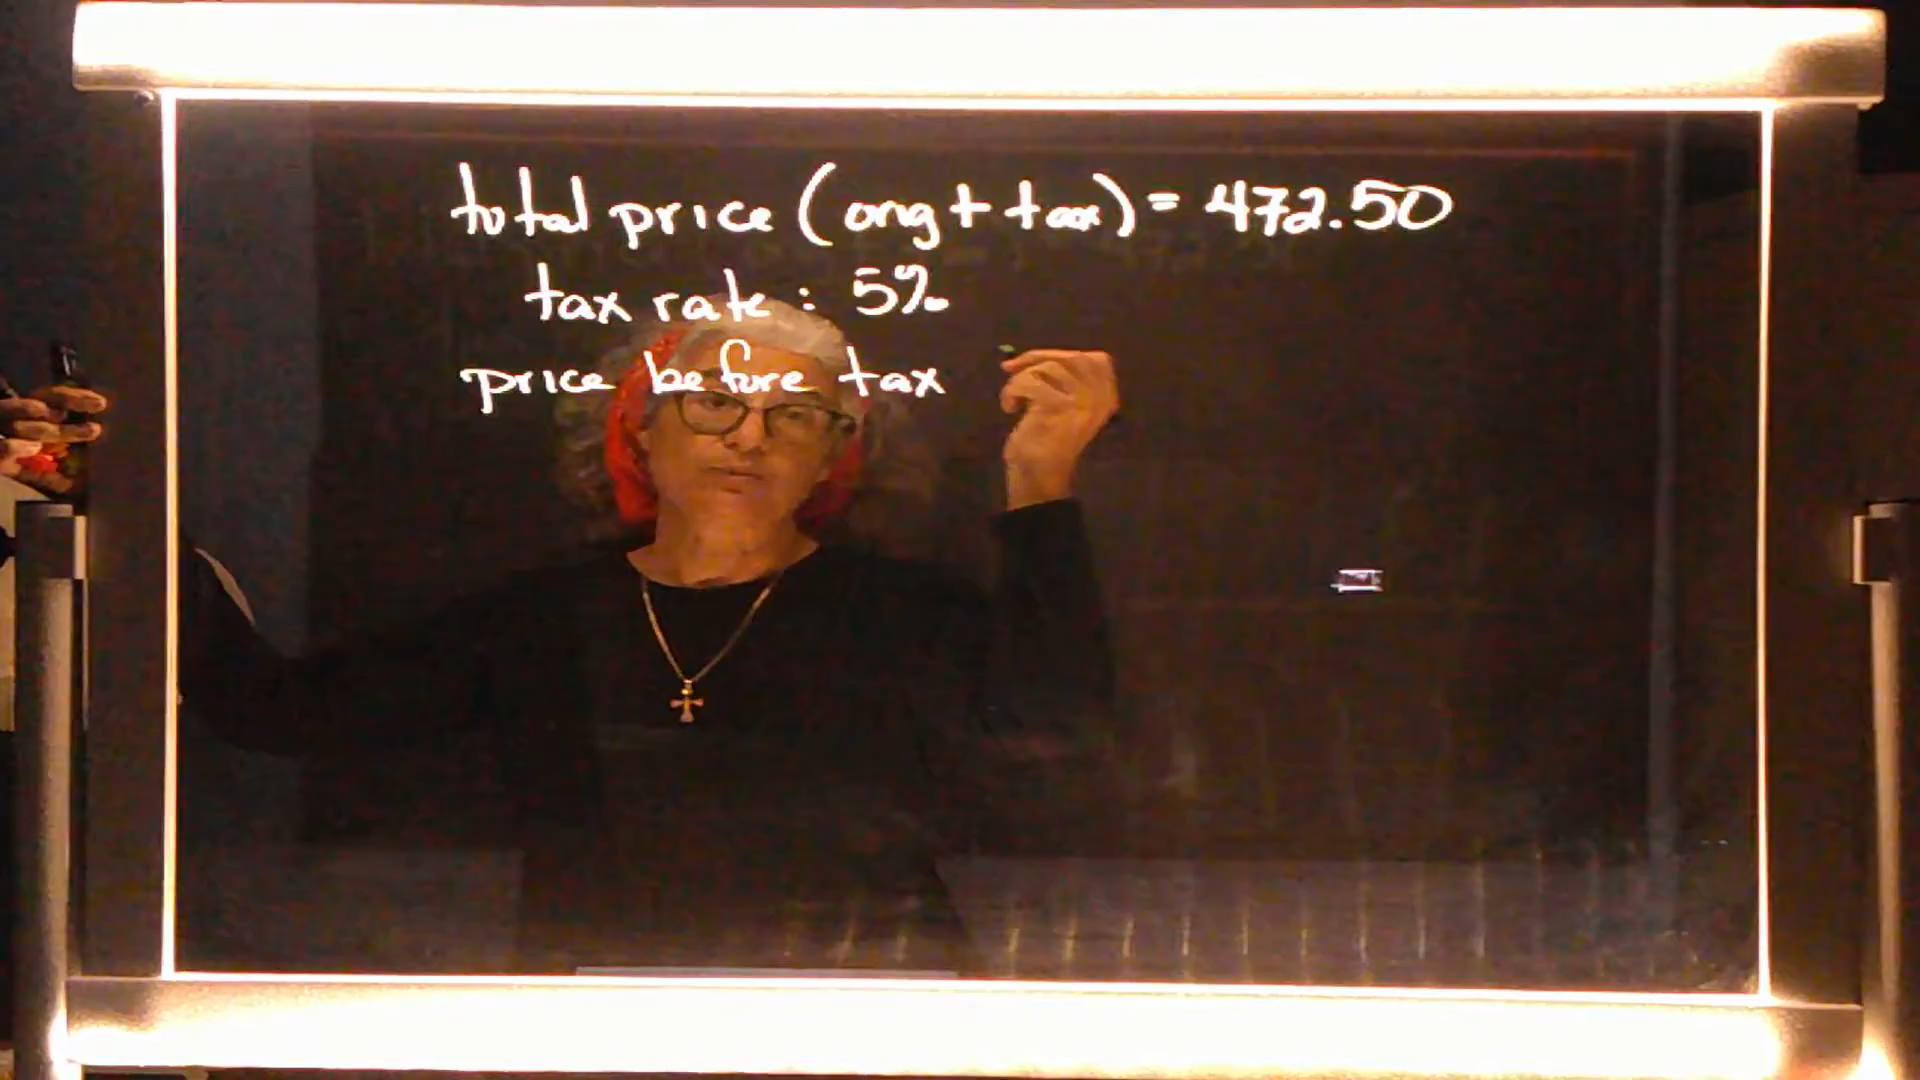 total price (orig + tax) = 472.50
tax rate : 5%
price before tax